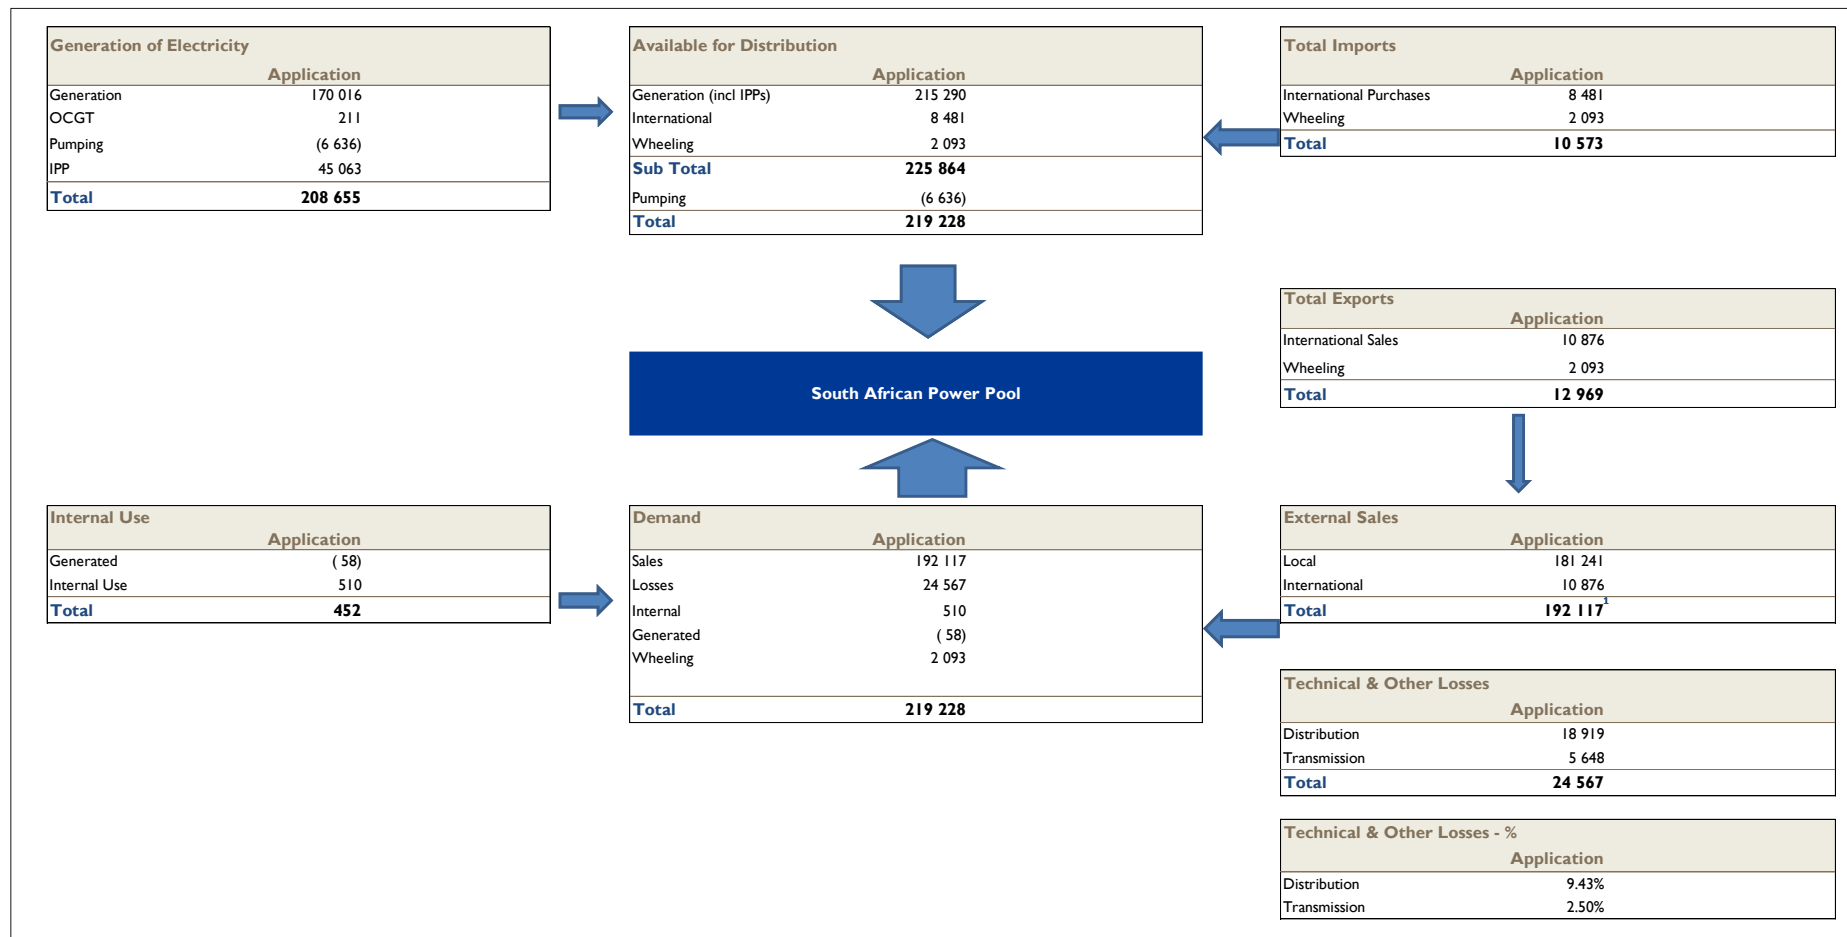 Generation of Electricity
Application
Generation 170 016
OCGT 211
Pumping (6 636)
IPP 45 063
Total 208 655
Available for Distribution
Application
Generation (incl IPPs) 215 290
International 8 481
Wheeling 2 093
Sub Total 225 864
Pumping (6 636)
Total 219 228
Total Imports
Application
International Purchases 8 481
Wheeling 2 093
Total 10 573
Total Exports
Application
International Sales 10 876
Wheeling 2 093
Total 12 969
South African Power Pool
Internal Use
Application
Generated ( 58)
Internal Use 510
Total 452
Demand
Application
Sales 192 117
Losses 24 567
Internal 510
Generated ( 58)
Wheeling 2 093
Total 219 228
External Sales
Application
Local 181 241
International 10 876
Total 192 117¹
Technical & Other Losses
Application
Distribution 18 919
Transmission 5 648
Total 24 567
Technical & Other Losses - %
Application
Distribution 9.43%
Transmission 2.50%